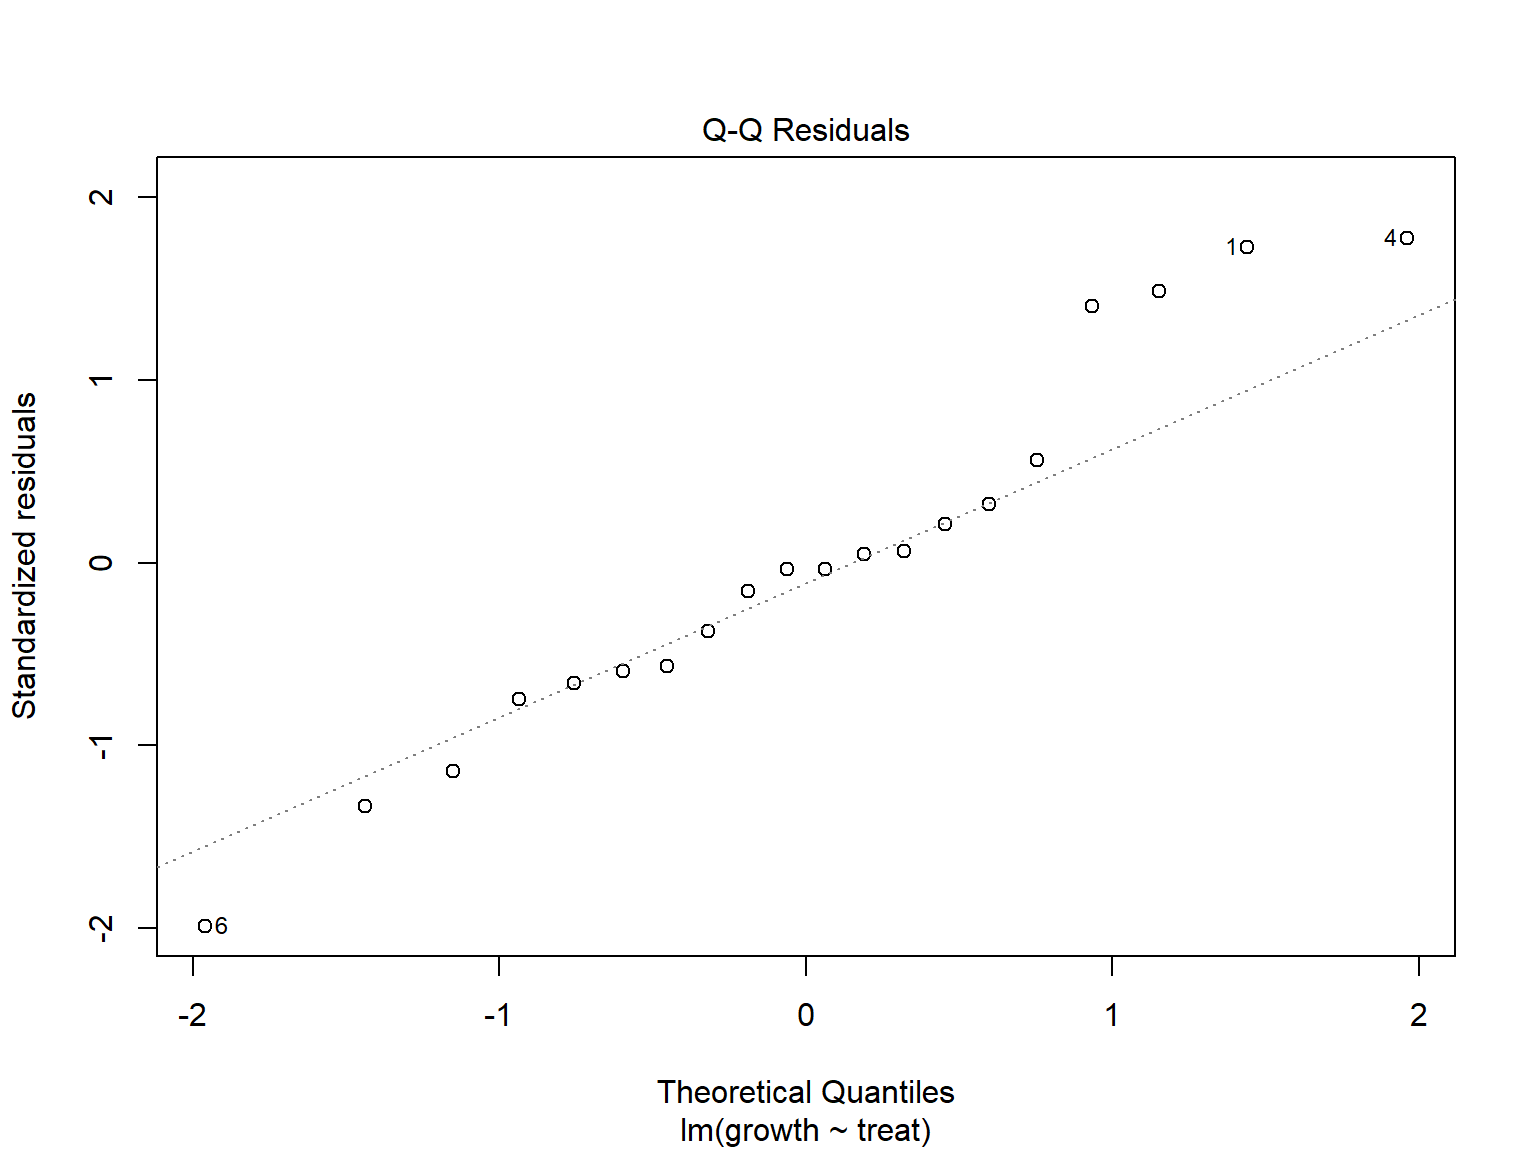 Q-Q Residuals
Standardized residuals
2
1
0
-1
-2
1
4
6
-2 -1 0 1 2
Theoretical Quantiles
lm(growth ~ treat)